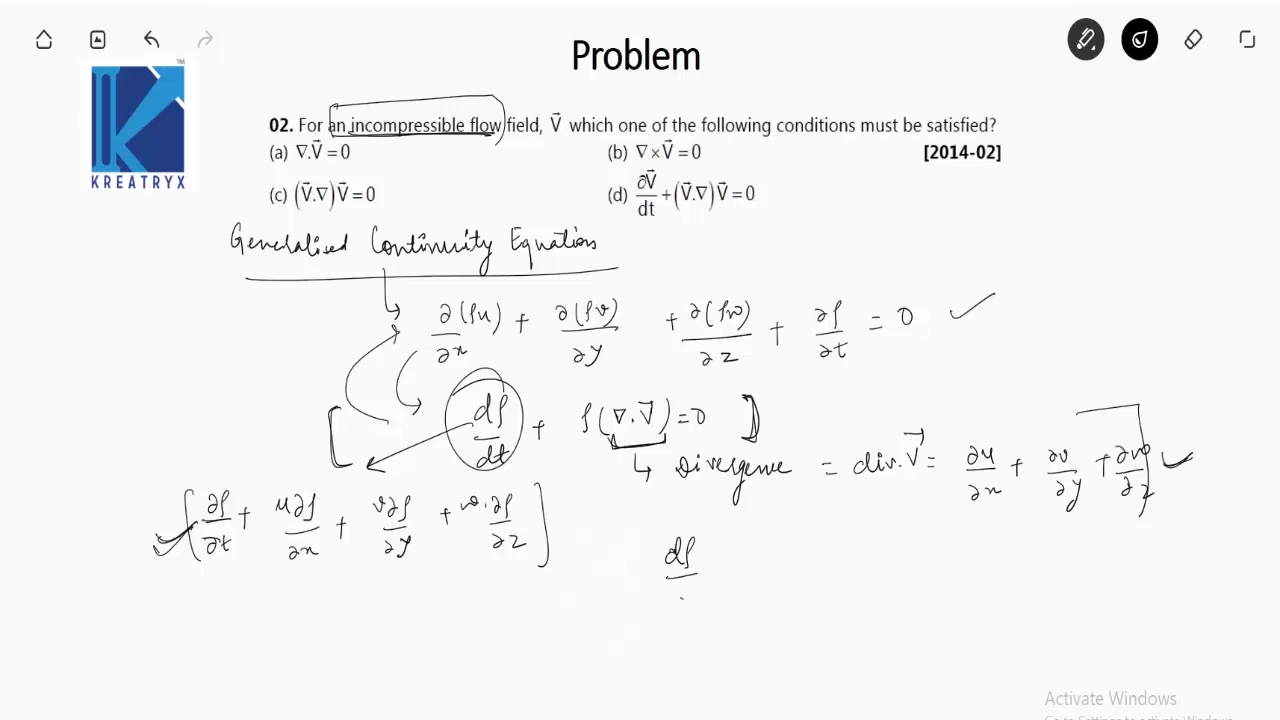 Problem
™
KREATRYX
02. For an incompressible flow field, V⃗ which one of the following conditions must be satisfied?
(a) ∇.V⃗ = 0 (b) ∇×V⃗ = 0 [2014-02]
(c) (V⃗.∇)V⃗ = 0 (d) ∂V⃗/dt + (V⃗.∇)V⃗ = 0
Generalised Continuity Equation
∂(ρu)/∂x + ∂(ρv)/∂y + ∂(ρw)/∂z + ∂ρ/∂t = 0
[dρ/dt + ρ(∇.V⃗) = 0]
↳ Divergence = div.V⃗ = ∂u/∂x + ∂v/∂y + ∂w/∂z
[∂ρ/∂t + u∂ρ/∂x + v∂ρ/∂y + w.∂ρ/∂z]
dρ
Activate Windows